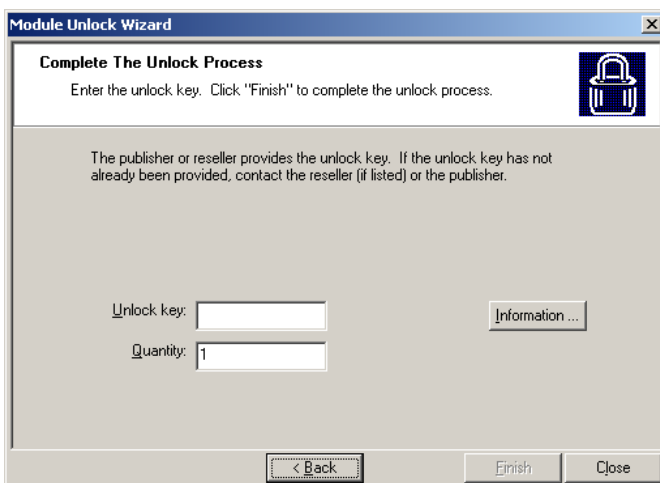 Module Unlock Wizard
Complete The Unlock Process
Enter the unlock key. Click "Finish" to complete the unlock process.
The publisher or reseller provides the unlock key. If the unlock key has not
already been provided, contact the reseller (if listed) or the publisher.
Unlock key:
Information ...
Quantity: 1
< Back Finish Close